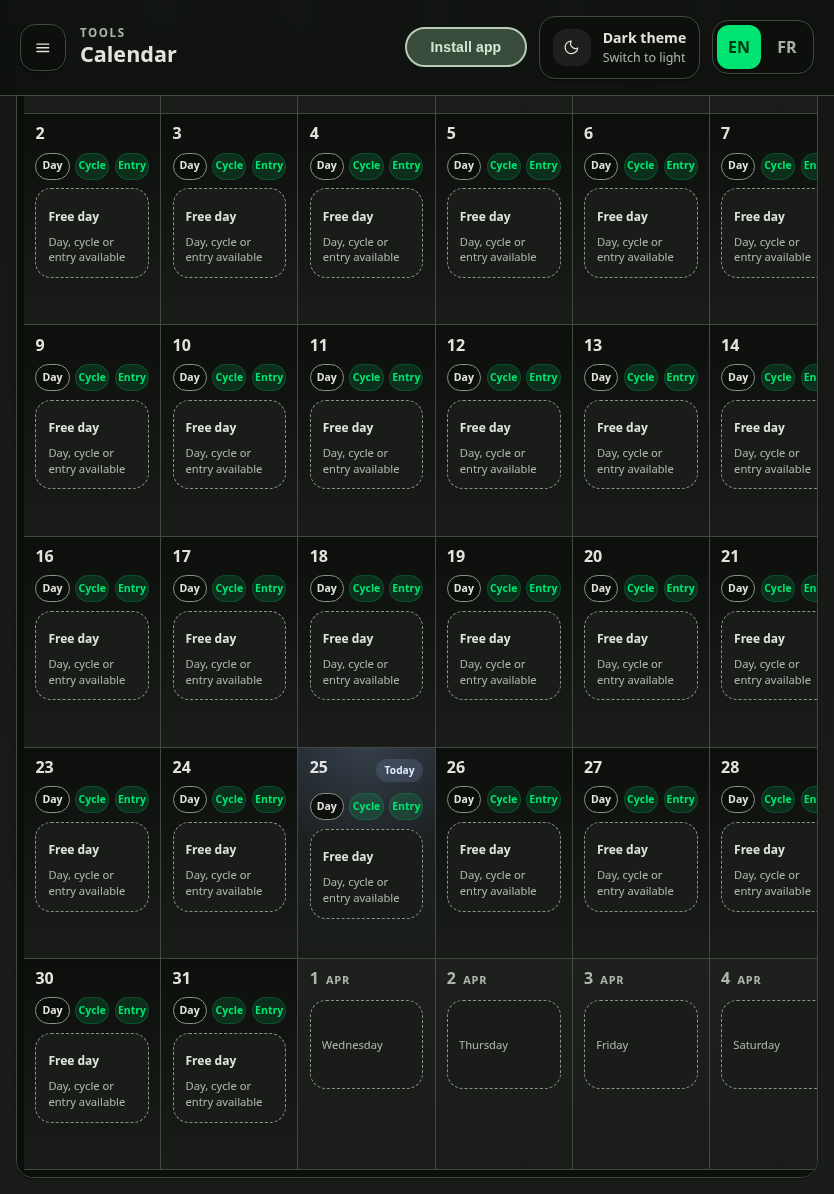 TOOLS
Calendar
Install app
Dark theme
Switch to light
EN FR
2 3 4 5 6 7
Day Cycle Entry Day Cycle Entry Day Cycle Entry Day Cycle Entry Day Cycle Entry Day Cycle En
Free day Free day Free day Free day Free day Free day
Day, cycle or Day, cycle or Day, cycle or Day, cycle or Day, cycle or Day, cycle or
entry available entry available entry available entry available entry available entry available
9 10 11 12 13 14
Day Cycle Entry Day Cycle Entry Day Cycle Entry Day Cycle Entry Day Cycle Entry Day Cycle En
Free day Free day Free day Free day Free day Free day
Day, cycle or Day, cycle or Day, cycle or Day, cycle or Day, cycle or Day, cycle or
entry available entry available entry available entry available entry available entry available
16 17 18 19 20 21
Day Cycle Entry Day Cycle Entry Day Cycle Entry Day Cycle Entry Day Cycle Entry Day Cycle En
Free day Free day Free day Free day Free day Free day
Day, cycle or Day, cycle or Day, cycle or Day, cycle or Day, cycle or Day, cycle or
entry available entry available entry available entry available entry available entry available
23 24 25 Today 26 27 28
Day Cycle Entry Day Cycle Entry Day Cycle Entry Day Cycle Entry Day Cycle Entry Day Cycle En
Free day Free day Free day Free day Free day Free day
Day, cycle or Day, cycle or Day, cycle or Day, cycle or Day, cycle or Day, cycle or
entry available entry available entry available entry available entry available entry available
30 31 1 APR 2 APR 3 APR 4 APR
Day Cycle Entry Day Cycle Entry
Wednesday Thursday Friday Saturday
Free day Free day
Day, cycle or Day, cycle or
entry available entry available